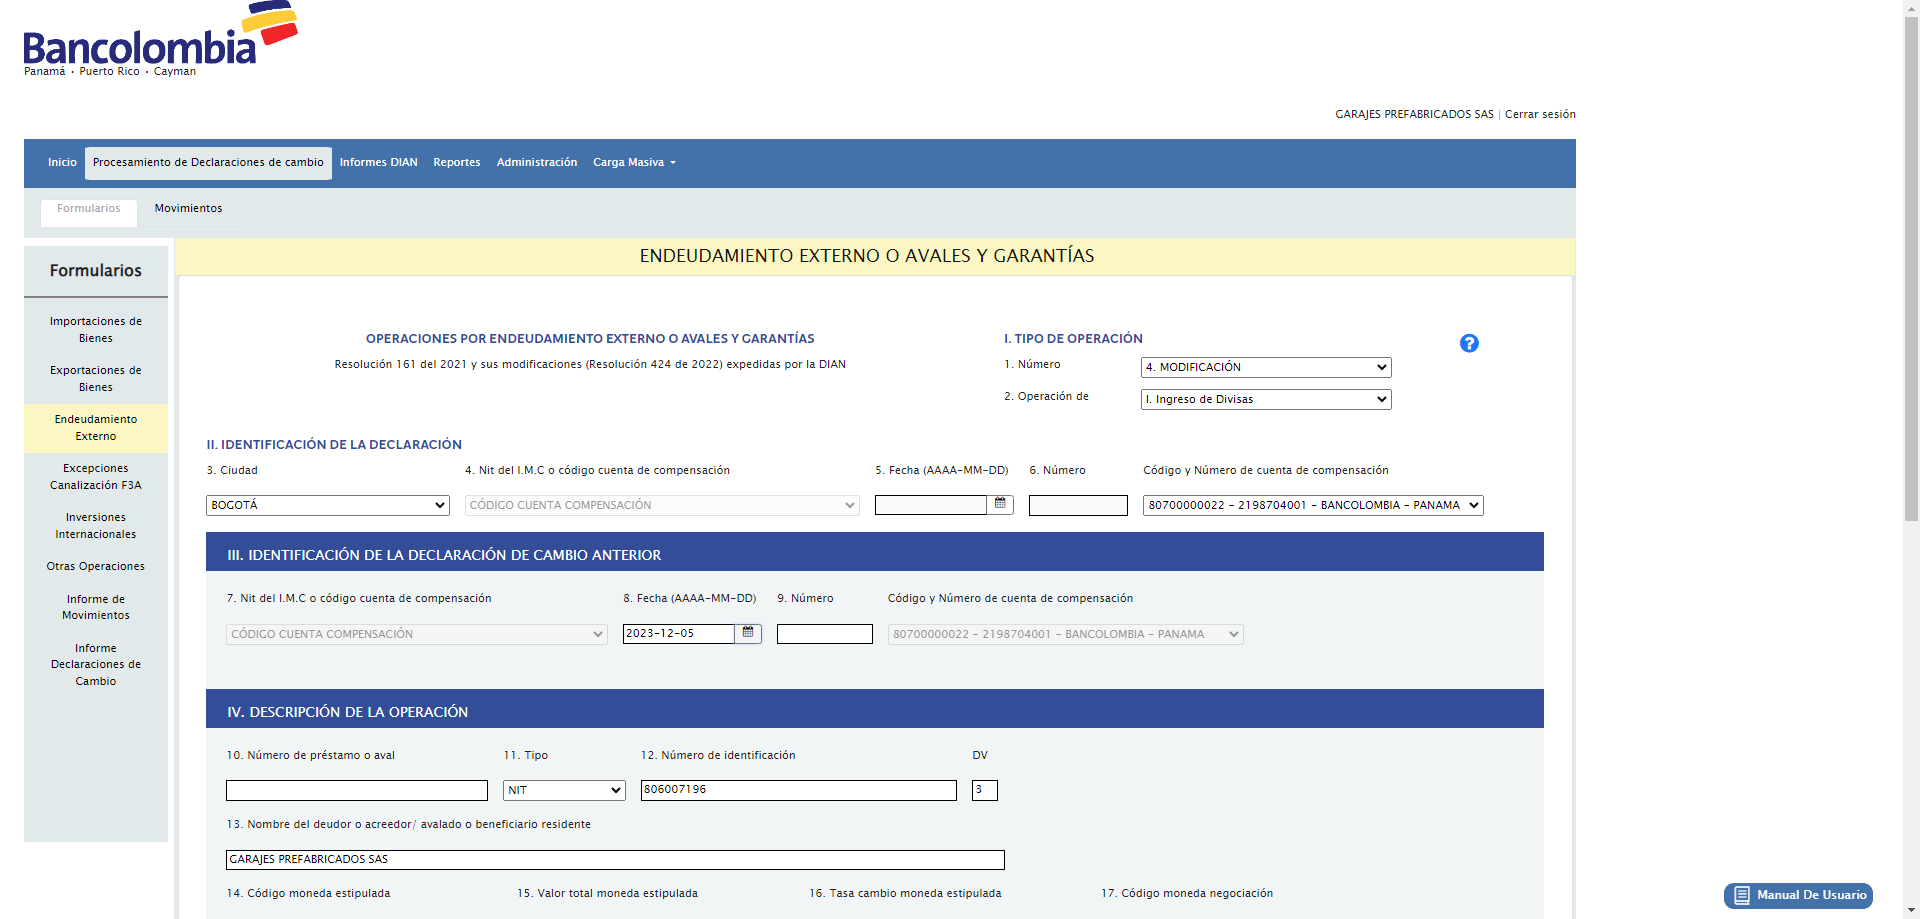 Bancolombia
Panamá · Puerto Rico · Cayman
GARAJES PREFABRICADOS SAS | Cerrar sesión
Inicio Procesamiento de Declaraciones de cambio Informes DIAN Reportes Administración Carga Masiva
Formularios Movimientos
Formularios
Importaciones de
Bienes
Exportaciones de
Bienes
Endeudamiento
Externo
Excepciones
Canalización F3A
Inversiones
Internacionales
Otras Operaciones
Informe de
Movimientos
Informe
Declaraciones de
Cambio
ENDEUDAMIENTO EXTERNO O AVALES Y GARANTÍAS
OPERACIONES POR ENDEUDAMIENTO EXTERNO O AVALES Y GARANTÍAS
Resolución 161 del 2021 y sus modificaciones (Resolución 424 de 2022) expedidas por la DIAN
I. TIPO DE OPERACIÓN
?
1. Número 4. MODIFICACIÓN
2. Operación de I. Ingreso de Divisas
II. IDENTIFICACIÓN DE LA DECLARACIÓN
3. Ciudad 4. Nit del I.M.C o código cuenta de compensación 5. Fecha (AAAA-MM-DD) 6. Número Código y Número de cuenta de compensación
BOGOTÁ CÓDIGO CUENTA COMPENSACIÓN 80700000022 - 2198704001 - BANCOLOMBIA - PANAMA
III. IDENTIFICACIÓN DE LA DECLARACIÓN DE CAMBIO ANTERIOR
7. Nit del I.M.C o código cuenta de compensación 8. Fecha (AAAA-MM-DD) 9. Número Código y Número de cuenta de compensación
CÓDIGO CUENTA COMPENSACIÓN 2023-12-05 80700000022 - 2198704001 - BANCOLOMBIA - PANAMA
IV. DESCRIPCIÓN DE LA OPERACIÓN
10. Número de préstamo o aval 11. Tipo 12. Número de identificación DV
NIT 806007196 3
13. Nombre del deudor o acreedor/ avalado o beneficiario residente
GARAJES PREFABRICADOS SAS
14. Código moneda estipulada 15. Valor total moneda estipulada 16. Tasa cambio moneda estipulada 17. Código moneda negociación
Manual De Usuario